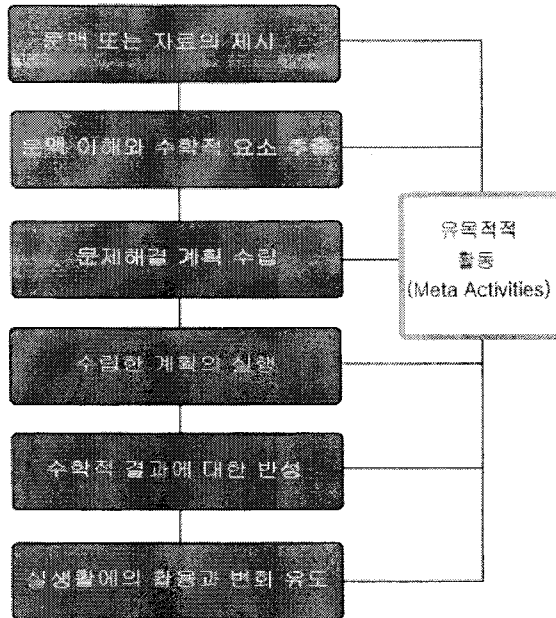 문맥 또는 자료의 제시
문맥 이해와 수학적 요소 추출
문제해결 계획 수립
유목적적
활동
(Meta Activities)
수립한 계획의 실행
수학적 결과에 대한 반성
실생활에의 활용과 변화 유도